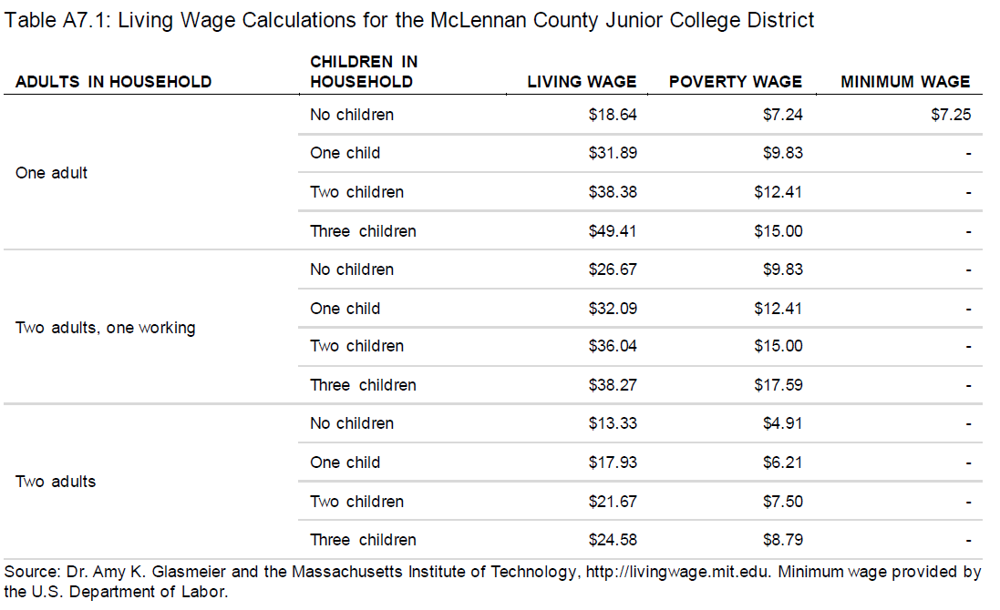 Table A7.1: Living Wage Calculations for the McLennan County Junior College District
ADULTS IN HOUSEHOLD CHILDREN IN HOUSEHOLD LIVING WAGE POVERTY WAGE MINIMUM WAGE
One adult
No children $18.64 $7.24 $7.25
One child $31.89 $9.83 -
Two children $38.38 $12.41 -
Three children $49.41 $15.00 -
Two adults, one working
No children $26.67 $9.83 -
One child $32.09 $12.41 -
Two children $36.04 $15.00 -
Three children $38.27 $17.59 -
Two adults
No children $13.33 $4.91 -
One child $17.93 $6.21 -
Two children $21.67 $7.50 -
Three children $24.58 $8.79 -
Source: Dr. Amy K. Glasmeier and the Massachusetts Institute of Technology, http://livingwage.mit.edu. Minimum wage provided by
the U.S. Department of Labor.